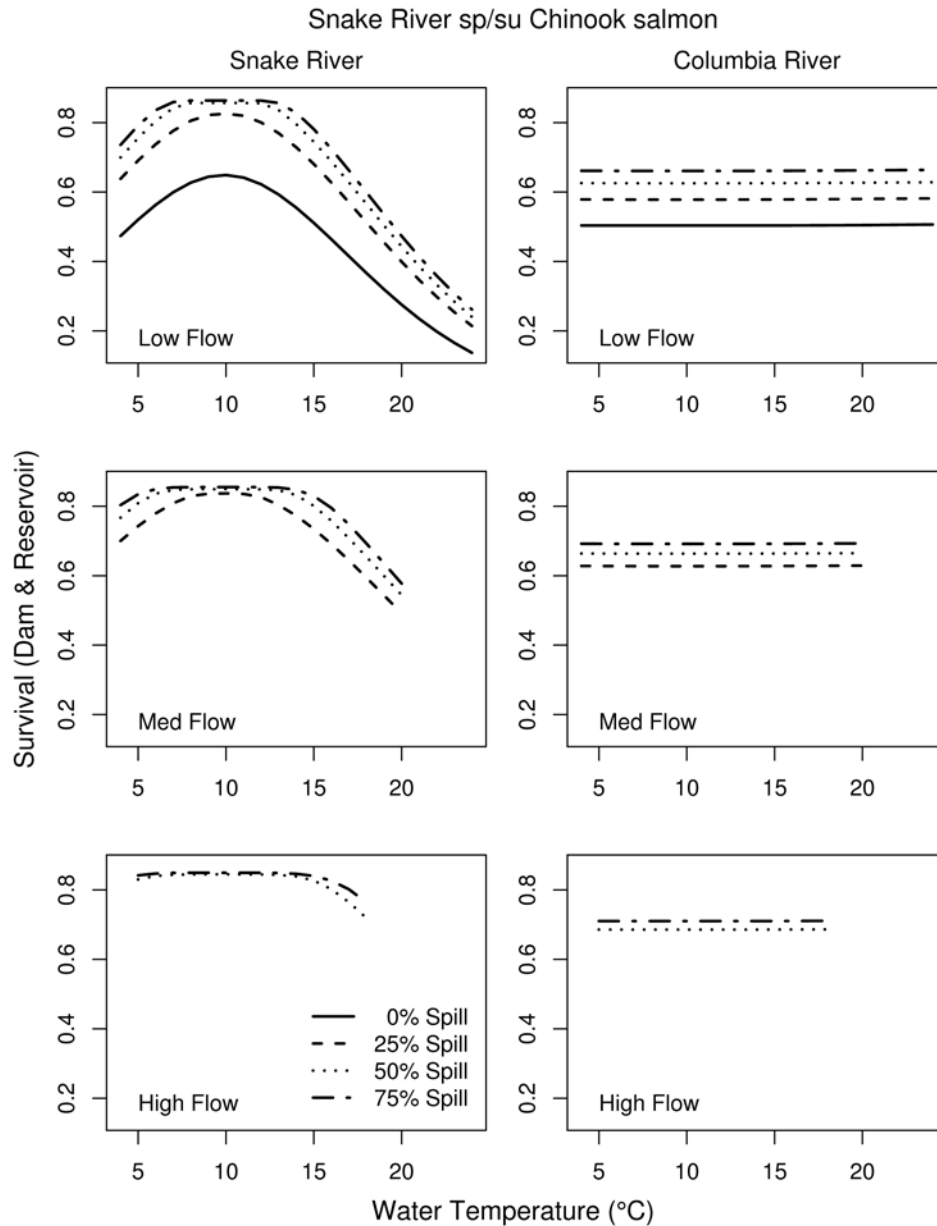 Snake River sp/su Chinook salmon
Snake River
Columbia River
Survival (Dam & Reservoir)
0.8
0.6
0.4
0.2
Low Flow
5 10 15 20
0.8
0.6
0.4
0.2
Low Flow
5 10 15 20
0.8
0.6
0.4
0.2
Med Flow
5 10 15 20
0.8
0.6
0.4
0.2
Med Flow
5 10 15 20
0.8
0.6
0.4
0.2
0% Spill
25% Spill
50% Spill
75% Spill
High Flow
5 10 15 20
0.8
0.6
0.4
0.2
High Flow
5 10 15 20
Water Temperature (°C)